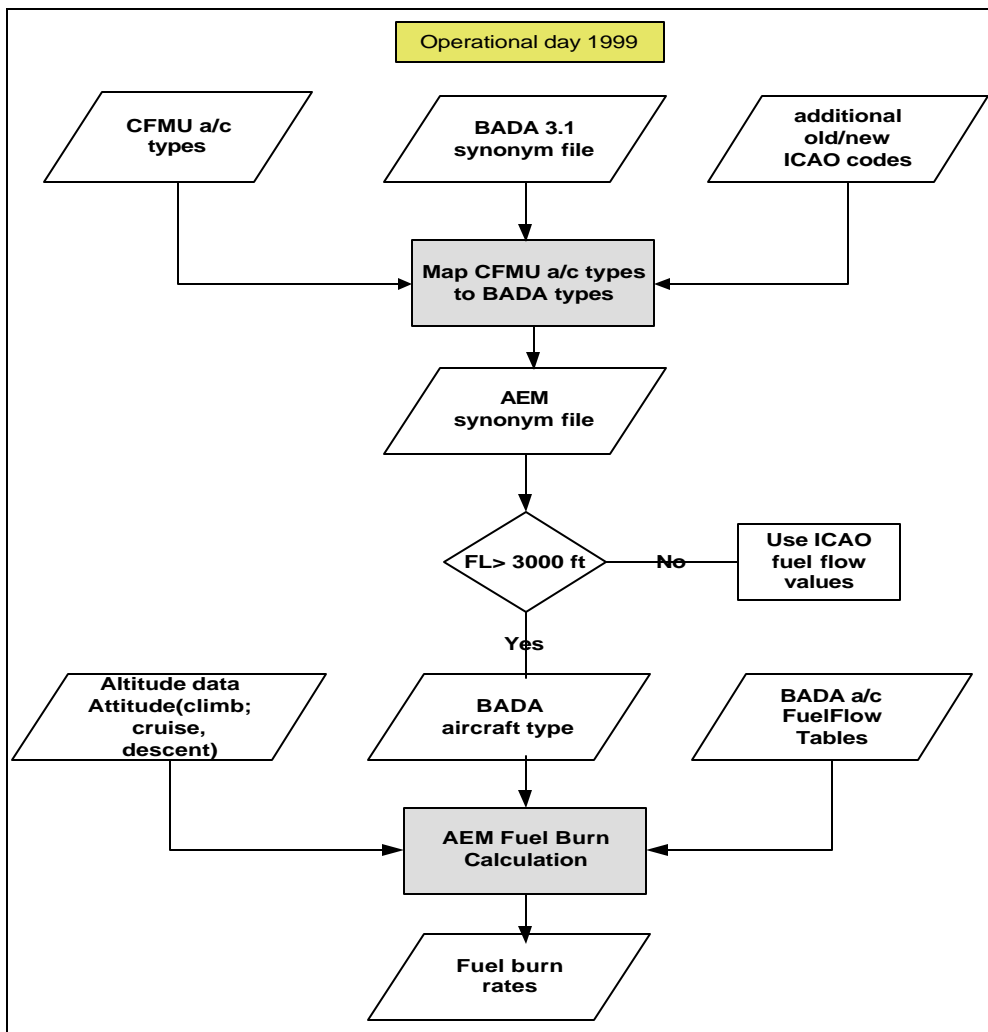 Operational day 1999
CFMU a/c
types
BADA 3.1
synonym file
additional
old/new
ICAO codes
Map CFMU a/c types
to BADA types
AEM
synonym file
FL> 3000 ft
No
Use ICAO
fuel flow
values
Yes
Altitude data
Attitude(climb;
cruise,
descent)
BADA
aircraft type
BADA a/c
FuelFlow
Tables
AEM Fuel Burn
Calculation
Fuel burn
rates